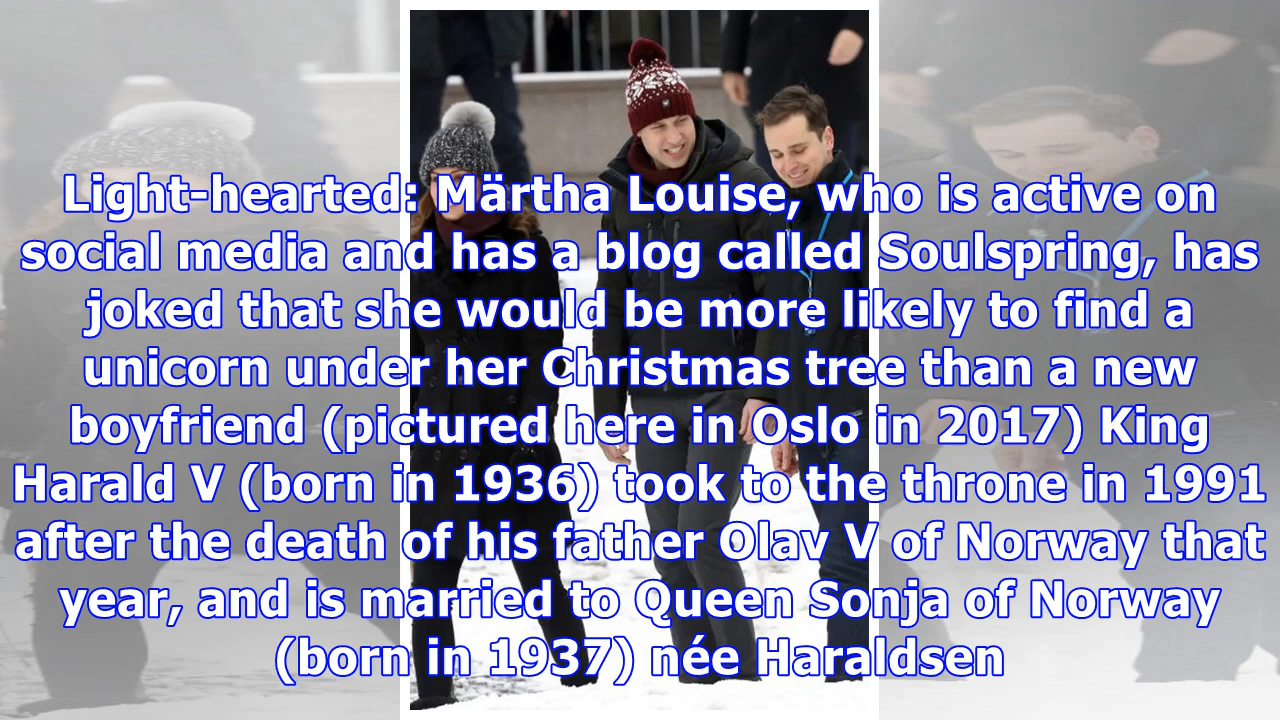 Light-hearted: Märtha Louise, who is active on
social media and has a blog called Soulspring, has
joked that she would be more likely to find a
unicorn under her Christmas tree than a new
boyfriend (pictured here in Oslo in 2017) King
Harald V (born in 1936) took to the throne in 1991
after the death of his father Olav V of Norway that
year, and is married to Queen Sonja of Norway
(born in 1937) née Haraldsen